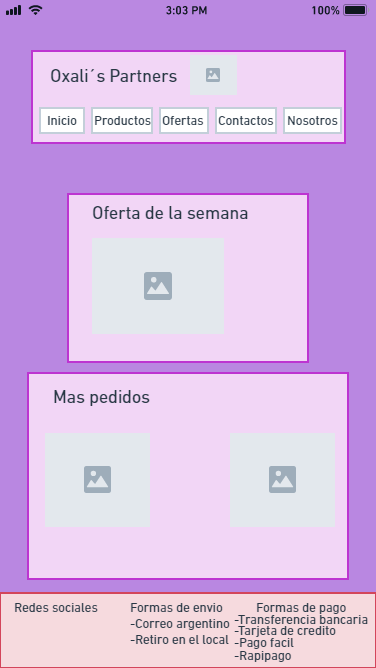 3:03 PM
100%
Oxali´s Partners
Inicio
Productos
Ofertas
Contactos
Nosotros
Oferta de la semana
Mas pedidos
Redes sociales
Formas de envio
-Correo argentino
-Retiro en el local
Formas de pago
-Transferencia bancaria
-Tarjeta de credito
-Pago facil
-Rapipago